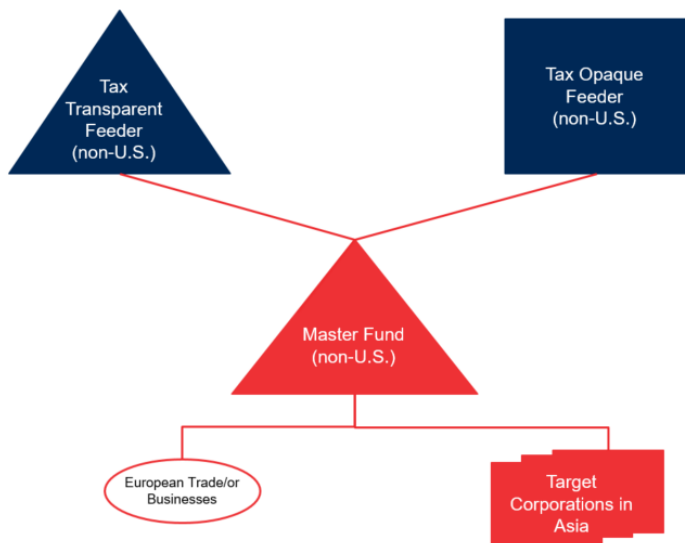 Tax
Transparent
Feeder
(non-U.S.)
Tax Opaque
Feeder
(non-U.S.)
Master Fund
(non-U.S.)
European Trade/or
Businesses
Target
Corporations in
Asia